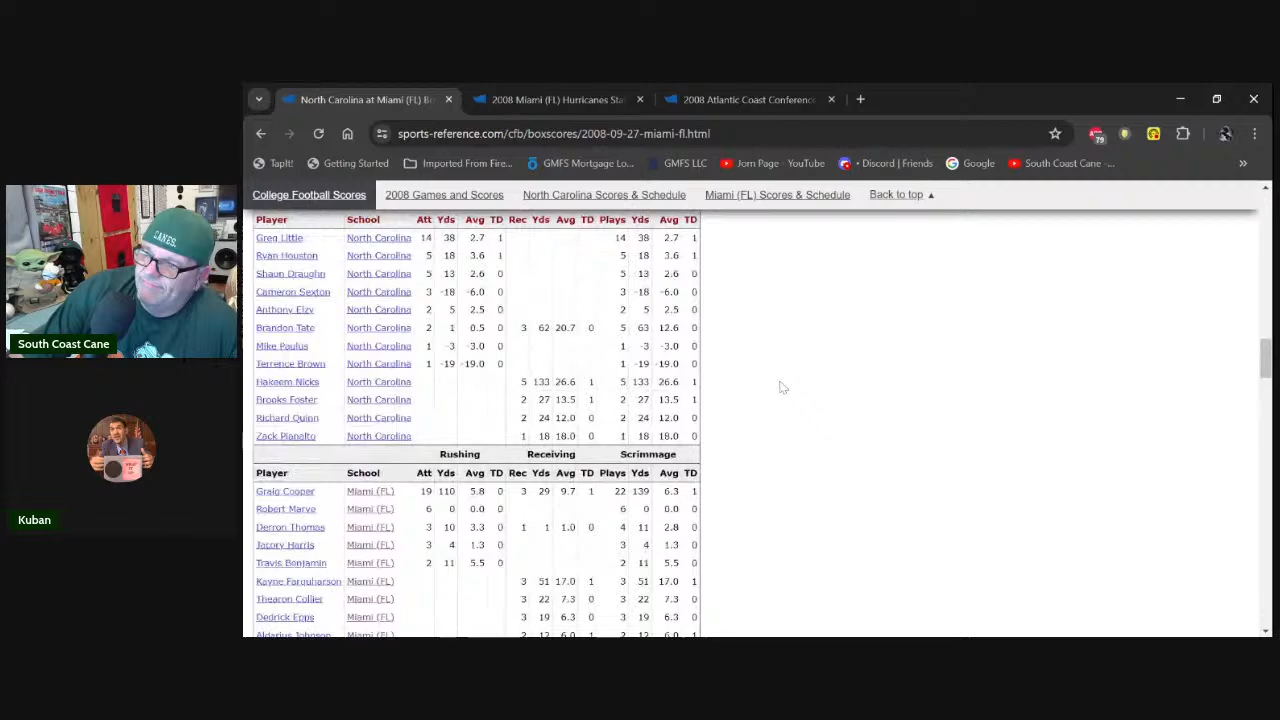 North Carolina at Miami (FL) B
2008 Miami (FL) Hurricanes Sta
2008 Atlantic Coast Conference
sports-reference.com/cfb/boxscores/2008-09-27-miami-fl.html
79
TapIt!
Getting Started
Imported From Fire...
GMFS Mortgage Lo...
GMFS LLC
Jom Page - YouTube
Discord | Friends
Google
South Coast Cane -...
College Football Scores 2008 Games and Scores North Carolina Scores & Schedule Miami (FL) Scores & Schedule Back to top ▲
Player School Att Yds Avg TD Rec Yds Avg TD Plays Yds Avg TD
Greg Little North Carolina 14 38 2.7 1 14 38 2.7 1
Ryan Houston North Carolina 5 18 3.6 1 5 18 3.6 1
Shaun Draughn North Carolina 5 13 2.6 0 5 13 2.6 0
Cameron Sexton North Carolina 3 -18 -6.0 0 3 -18 -6.0 0
Anthony Elzy North Carolina 2 5 2.5 0 2 5 2.5 0
Brandon Tate North Carolina 2 1 0.5 0 3 62 20.7 0 5 63 12.6 0
Mike Paulus North Carolina 1 -3 -3.0 0 1 -3 -3.0 0
Terrence Brown North Carolina 1 -19 -19.0 0 1 -19 -19.0 0
Hakeem Nicks North Carolina 5 133 26.6 1 5 133 26.6 1
Brooks Foster North Carolina 2 27 13.5 1 2 27 13.5 1
Richard Quinn North Carolina 2 24 12.0 0 2 24 12.0 0
Zack Pianalto North Carolina 1 18 18.0 0 1 18 18.0 0
Rushing Receiving Scrimmage
Player School Att Yds Avg TD Rec Yds Avg TD Plays Yds Avg TD
Graig Cooper Miami (FL) 19 110 5.8 0 3 29 9.7 1 22 139 6.3 1
Robert Marve Miami (FL) 6 0 0.0 0 6 0 0.0 0
Derron Thomas Miami (FL) 3 10 3.3 0 1 1 1.0 0 4 11 2.8 0
Jacory Harris Miami (FL) 3 4 1.3 0 3 4 1.3 0
Travis Benjamin Miami (FL) 2 11 5.5 0 2 11 5.5 0
Kayne Farquharson Miami (FL) 3 51 17.0 1 3 51 17.0 1
Thearon Collier Miami (FL) 3 22 7.3 0 3 22 7.3 0
Dedrick Epps Miami (FL) 3 19 6.3 0 3 19 6.3 0
Aldarius Johnson Miami (FL) 2 12 6.0 1 2 12 6.0 1
CANES.
South Coast Cane
Kuban